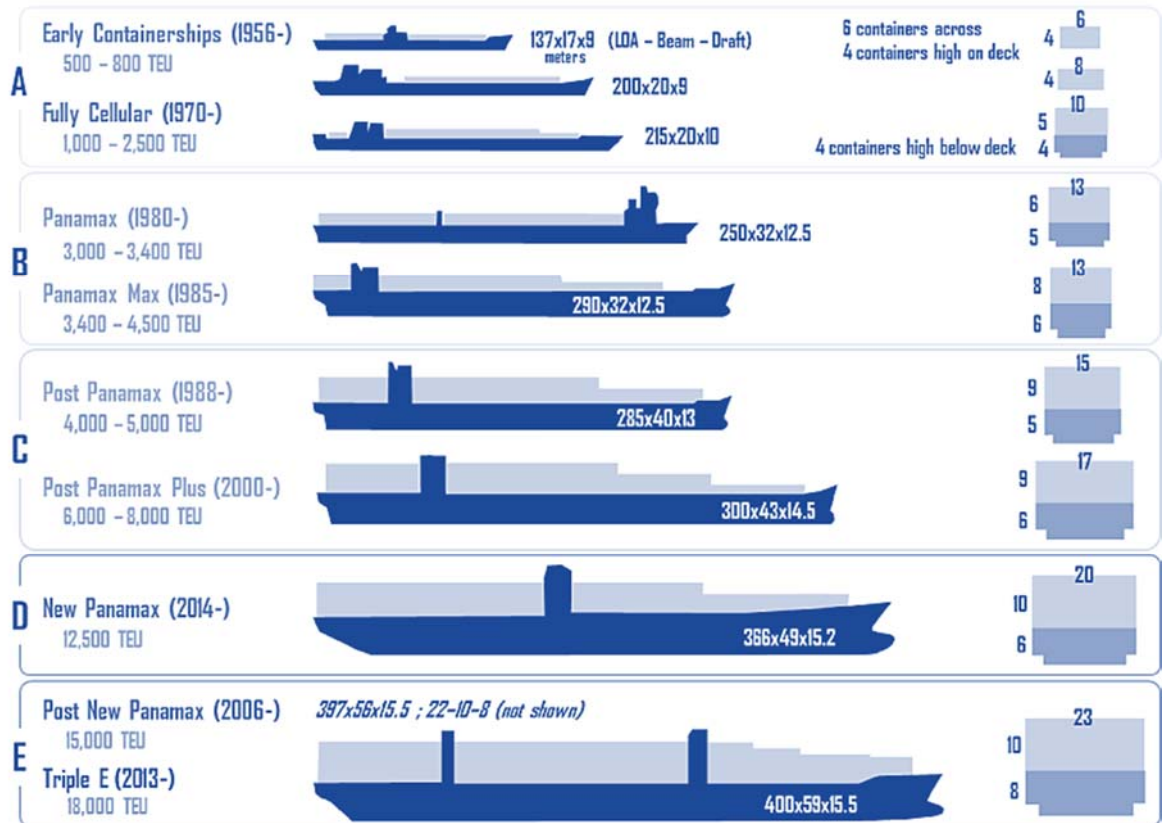 A
Early Containerships (1956-)
500 – 800 TEU
137x17x9 (LOA – Beam – Draft)
meters
6 containers across
4 containers high on deck
6
4
200x20x9
8
4
Fully Cellular (1970-)
1,000 – 2,500 TEU
215x20x10
4 containers high below deck
10
5
4
B
Panamax (1980-)
3,000 – 3,400 TEU
250x32x12.5
13
6
5
Panamax Max (1985-)
3,400 – 4,500 TEU
290x32x12.5
13
8
6
C
Post Panamax (1988-)
4,000 – 5,000 TEU
285x40x13
15
9
5
Post Panamax Plus (2000-)
6,000 – 8,000 TEU
300x43x14.5
17
9
6
D
New Panamax (2014-)
12,500 TEU
366x49x15.2
20
10
6
E
Post New Panamax (2006-)
15,000 TEU
397x56x15.5 ; 22–10–8 (not shown)
Triple E (2013-)
18,000 TEU
400x59x15.5
23
10
8